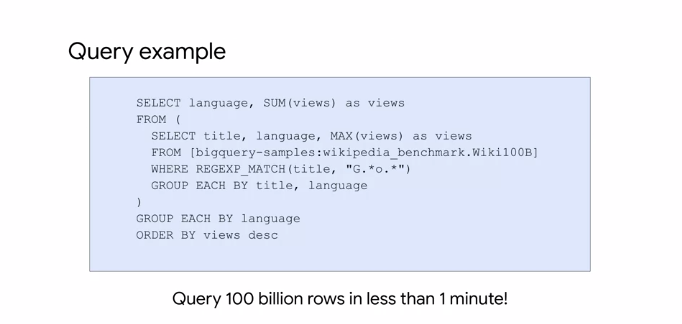 Query example
SELECT language, SUM(views) as views
FROM (
SELECT title, language, MAX(views) as views
FROM [bigquery-samples:wikipedia_benchmark.Wiki100B]
WHERE REGEXP_MATCH(title, "G.*o.*")
GROUP EACH BY title, language
)
GROUP EACH BY language
ORDER BY views desc
Query 100 billion rows in less than 1 minute!